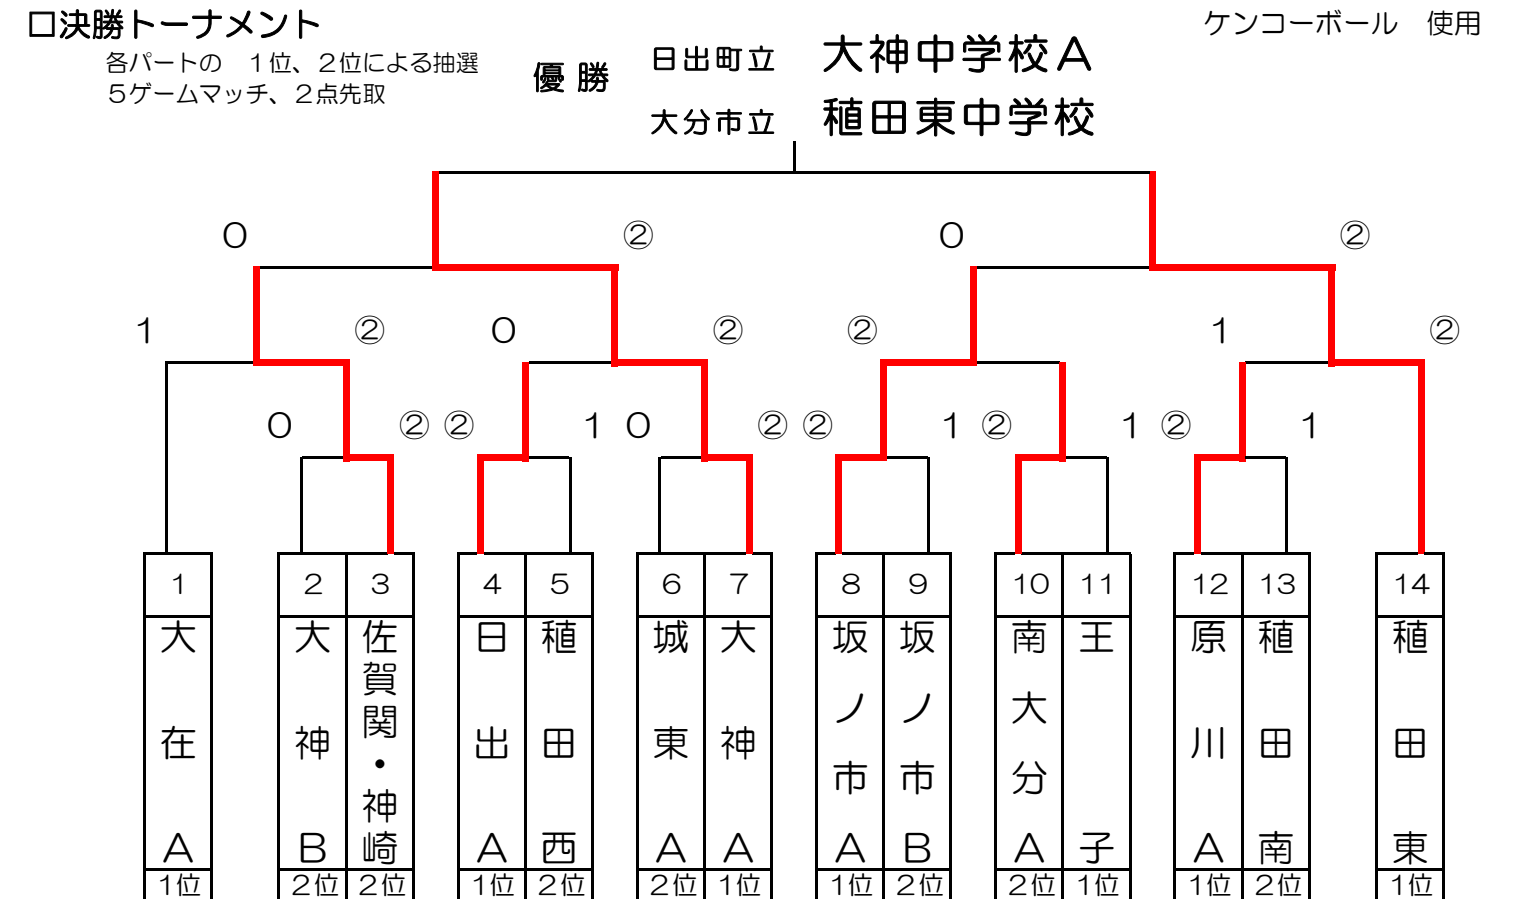 □決勝トーナメント
ケンコーボール　使用
各パートの　１位、２位による抽選
５ゲームマッチ、２点先取
優勝
日出町立　大神中学校Ａ
大分市立　稙田東中学校
0 ② 0 ②
1 ② 0 ② ② 1 ②
0 ② ② 1 0 ② ② 1 ② 1 ② 1
1 2 3 4 5 6 7 8 9 10 11 12 13 14
大在Ａ
大神Ｂ
佐賀関・神崎
日出Ａ
稙田西
城東Ａ
大神Ａ
坂ノ市Ａ
坂ノ市Ｂ
南大分Ａ
王子
原川Ａ
稙田南
稙田東
1位 2位 2位 1位 2位 2位 1位 1位 2位 2位 1位 1位 2位 1位